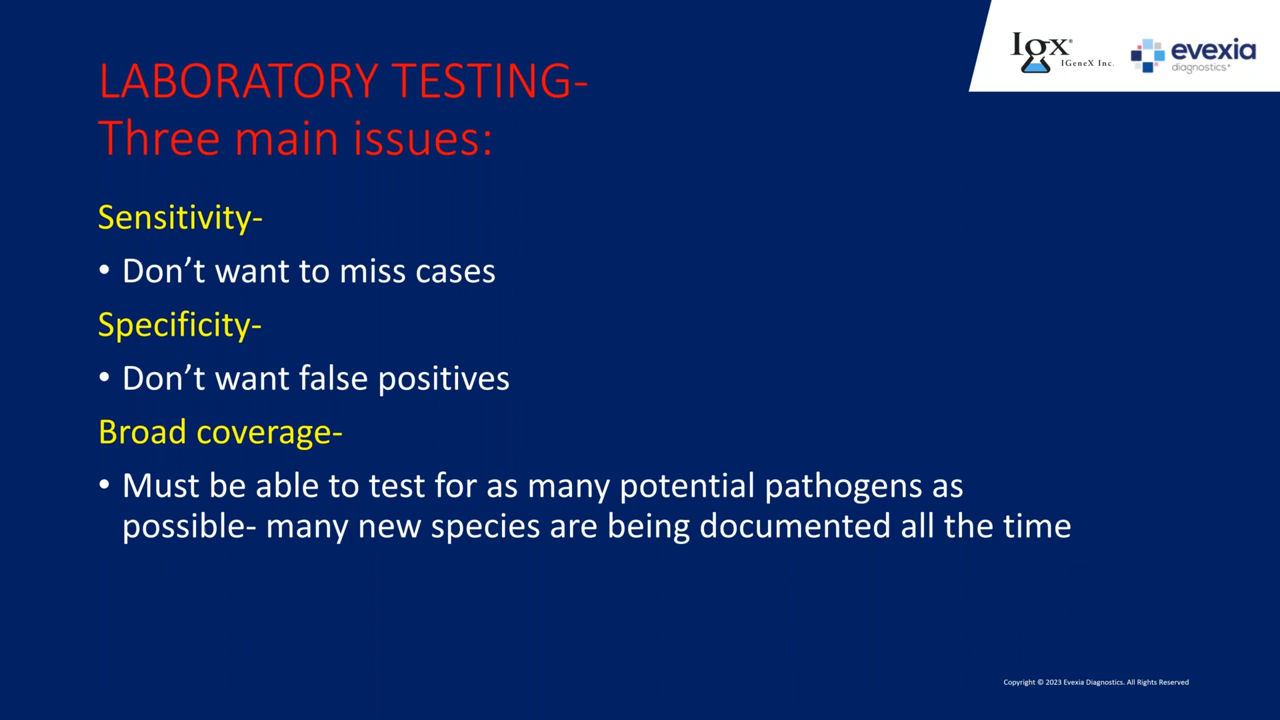 Igx®
IGeneX Inc.
evexia
diagnostics+
LABORATORY TESTING-
Three main issues:
Sensitivity-
• Don’t want to miss cases
Specificity-
• Don’t want false positives
Broad coverage-
• Must be able to test for as many potential pathogens as
possible- many new species are being documented all the time
Copyright © 2023 Evexia Diagnostics. All Rights Reserved